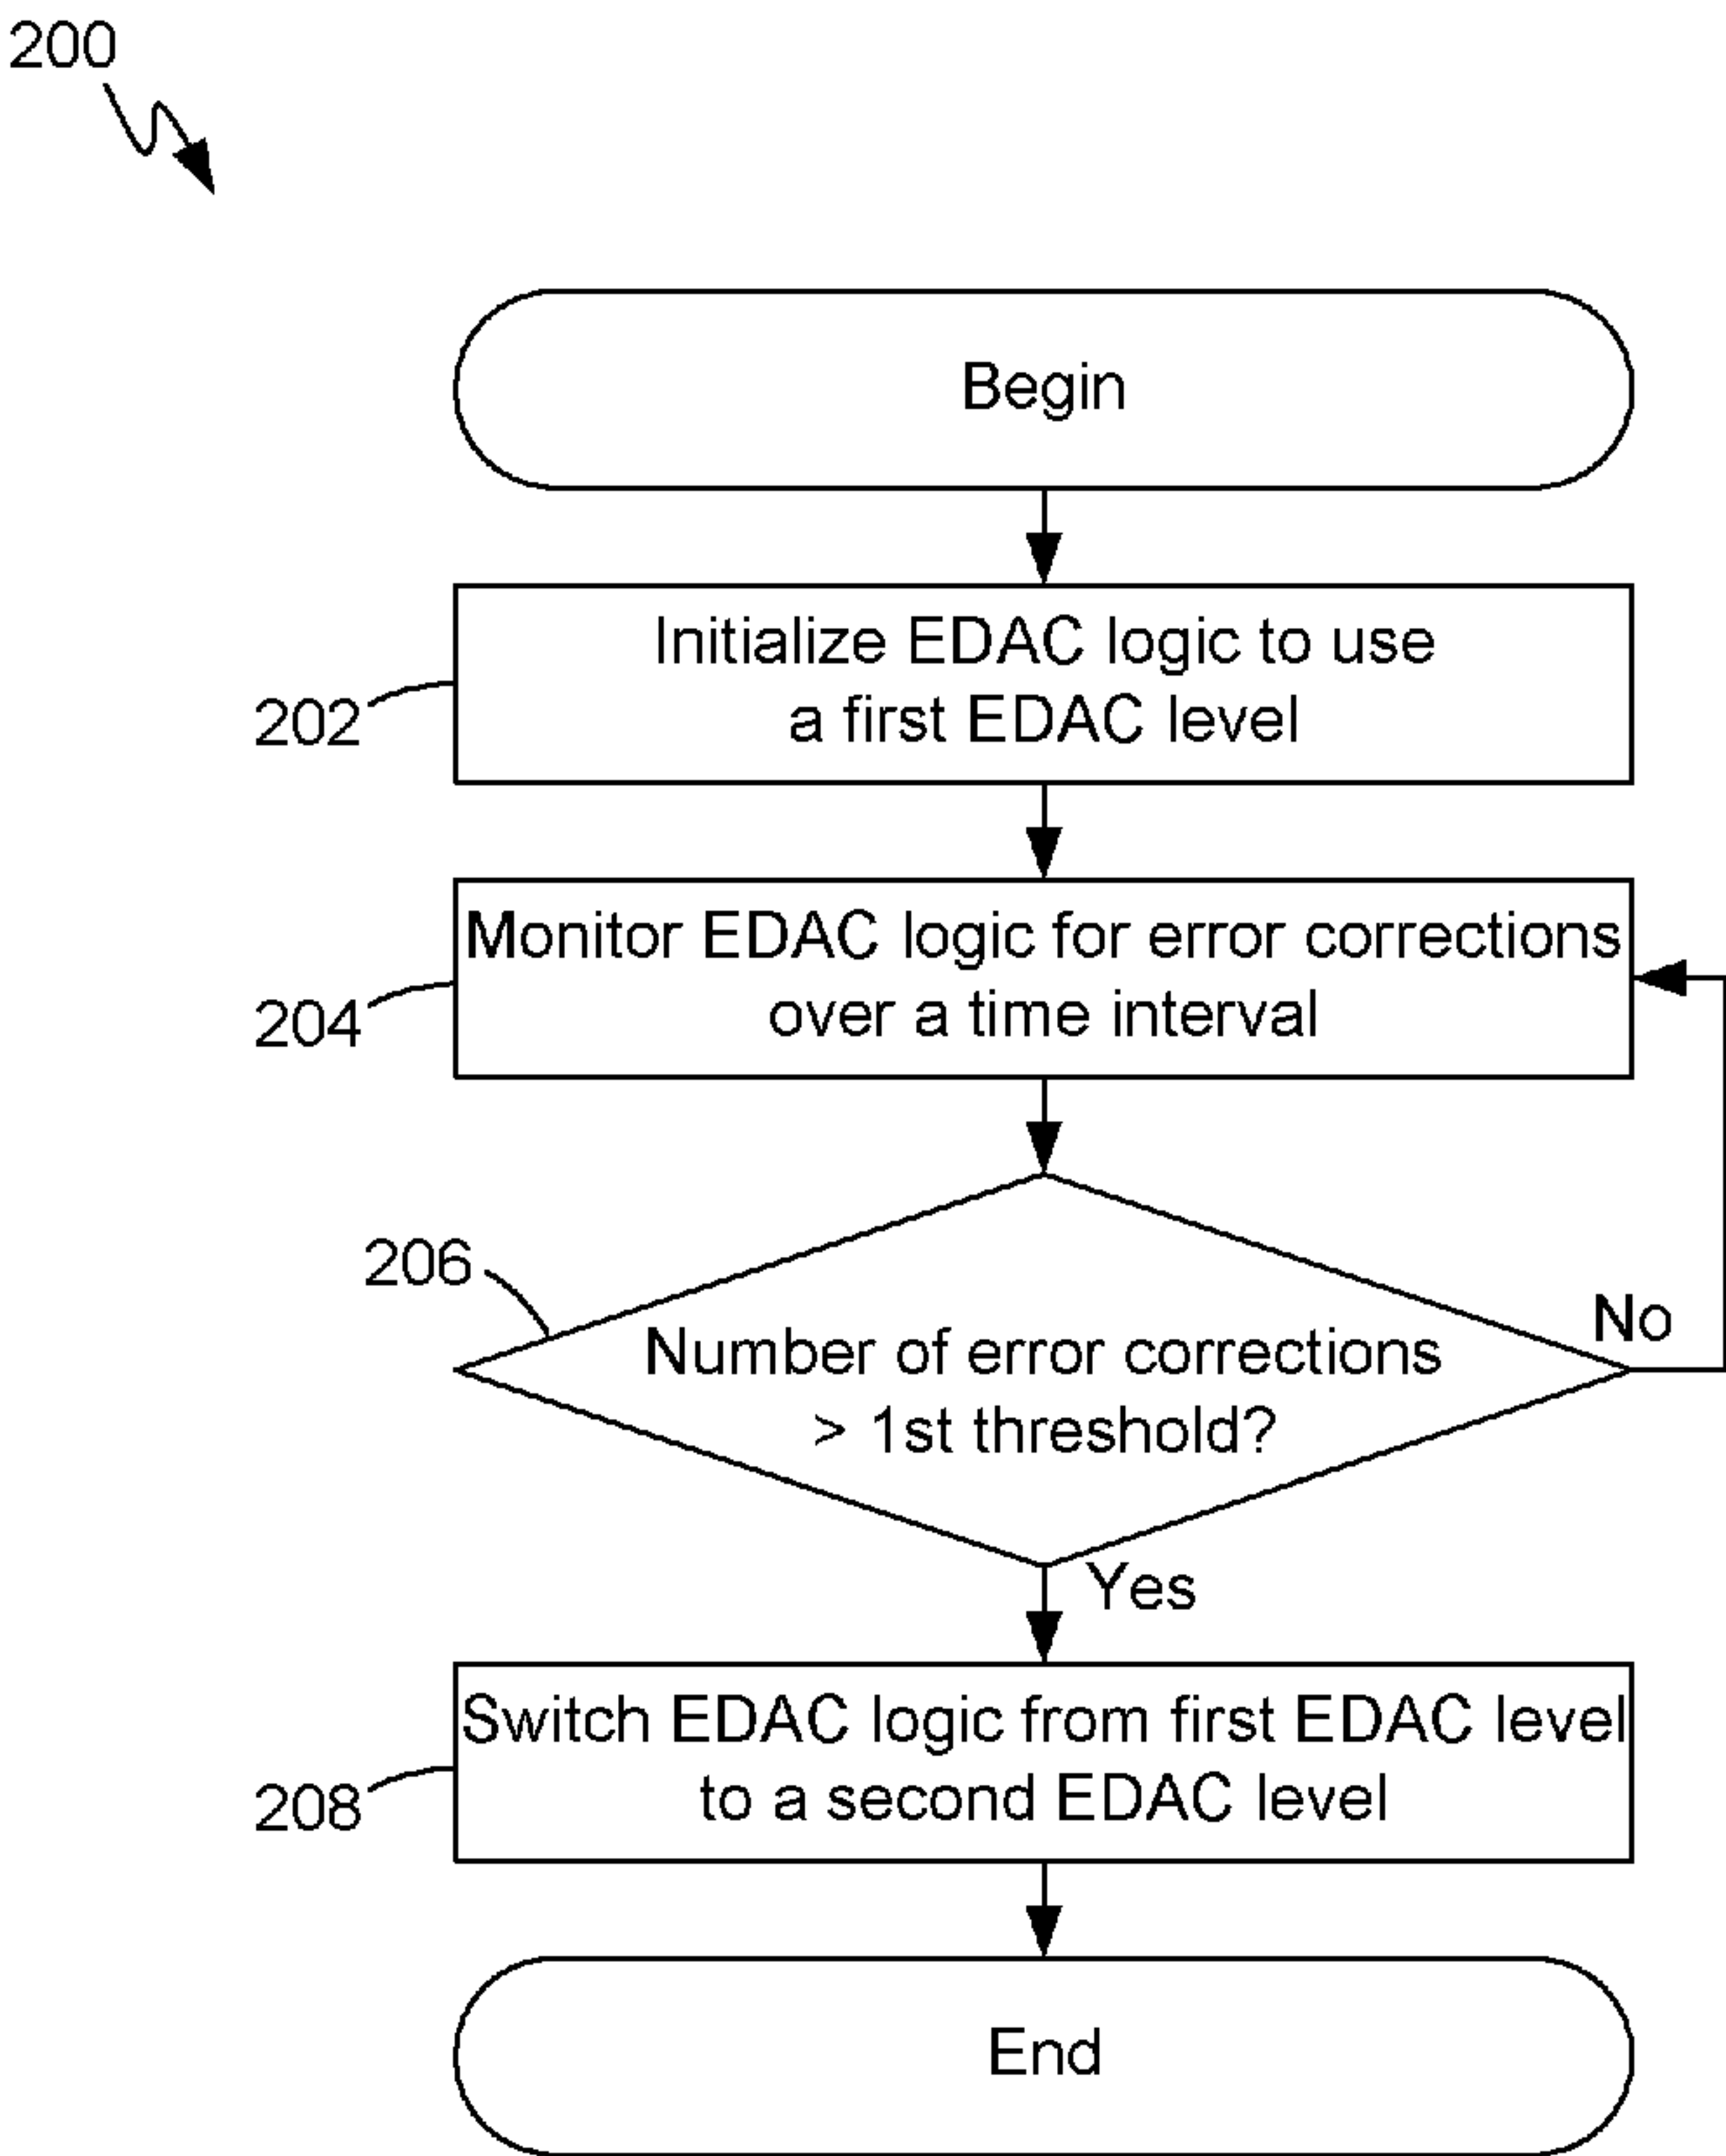 200
Begin
Initialize EDAC logic to use
a first EDAC level
202
Monitor EDAC logic for error corrections
over a time interval
204
206
Number of error corrections
> 1st threshold?
No
Yes
Switch EDAC logic from first EDAC level
to a second EDAC level
208
End